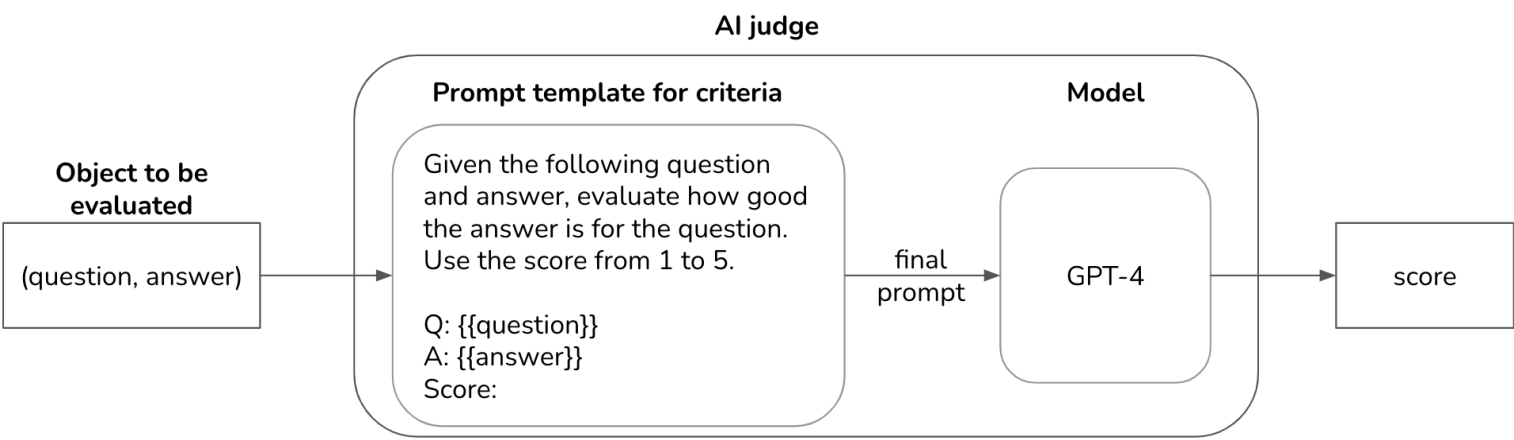 AI judge
Prompt template for criteria
Model
Object to be
evaluated
(question, answer)
Given the following question
and answer, evaluate how good
the answer is for the question.
Use the score from 1 to 5.
Q: {{question}}
A: {{answer}}
Score:
final
prompt
GPT-4
score